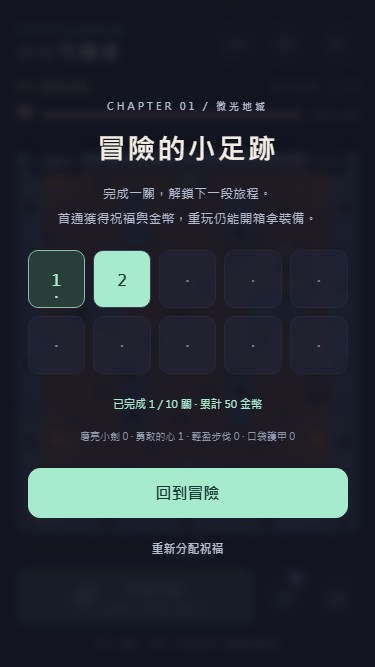 CHAPTER 01 / 微光地城
冒險的小足跡
完成一關，解鎖下一段旅程。
首通獲得祝福與金幣，重玩仍能開箱拿裝備。
1 2 · · ·
· · · · ·
已完成 1 / 10 關 · 累計 50 金幣
磨亮小劍 0 · 勇敢的心 1 · 輕盈步伐 0 · 口袋護甲 0
回到冒險
重新分配祝福